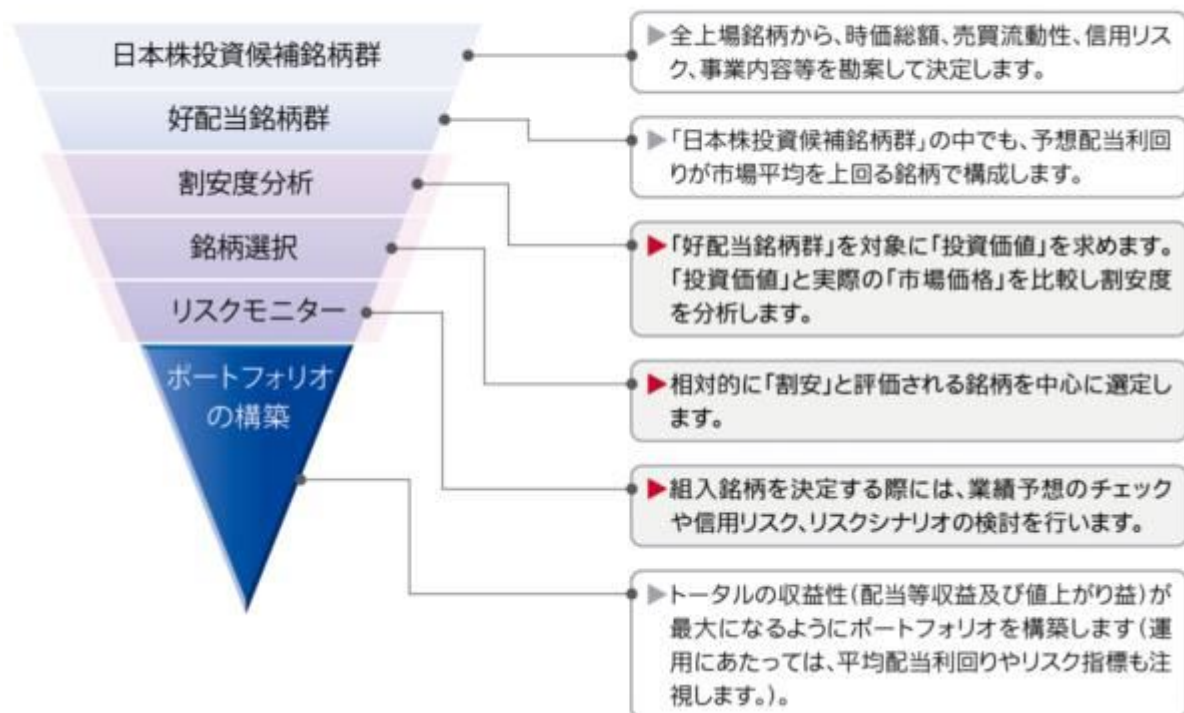 日本株投資候補銘柄群
▶全上場銘柄から、時価総額、売買流動性、信用リス
ク、事業内容等を勘案して決定します。
好配当銘柄群
▶「日本株投資候補銘柄群」の中でも、予想配当利回
りが市場平均を上回る銘柄で構成します。
割安度分析
▶「好配当銘柄群」を対象に「投資価値」を求めます。
「投資価値」と実際の「市場価格」を比較し割安度
を分析します。
銘柄選択
▶相対的に「割安」と評価される銘柄を中心に選定し
ます。
リスクモニター
▶組入銘柄を決定する際には、業績予想のチェック
や信用リスク、リスクシナリオの検討を行います。
ポートフォリオ
の構築
▶トータルの収益性(配当等収益及び値上がり益)が
最大になるようにポートフォリオを構築します(運
用にあたっては、平均配当利回りやリスク指標も注
視します。)。